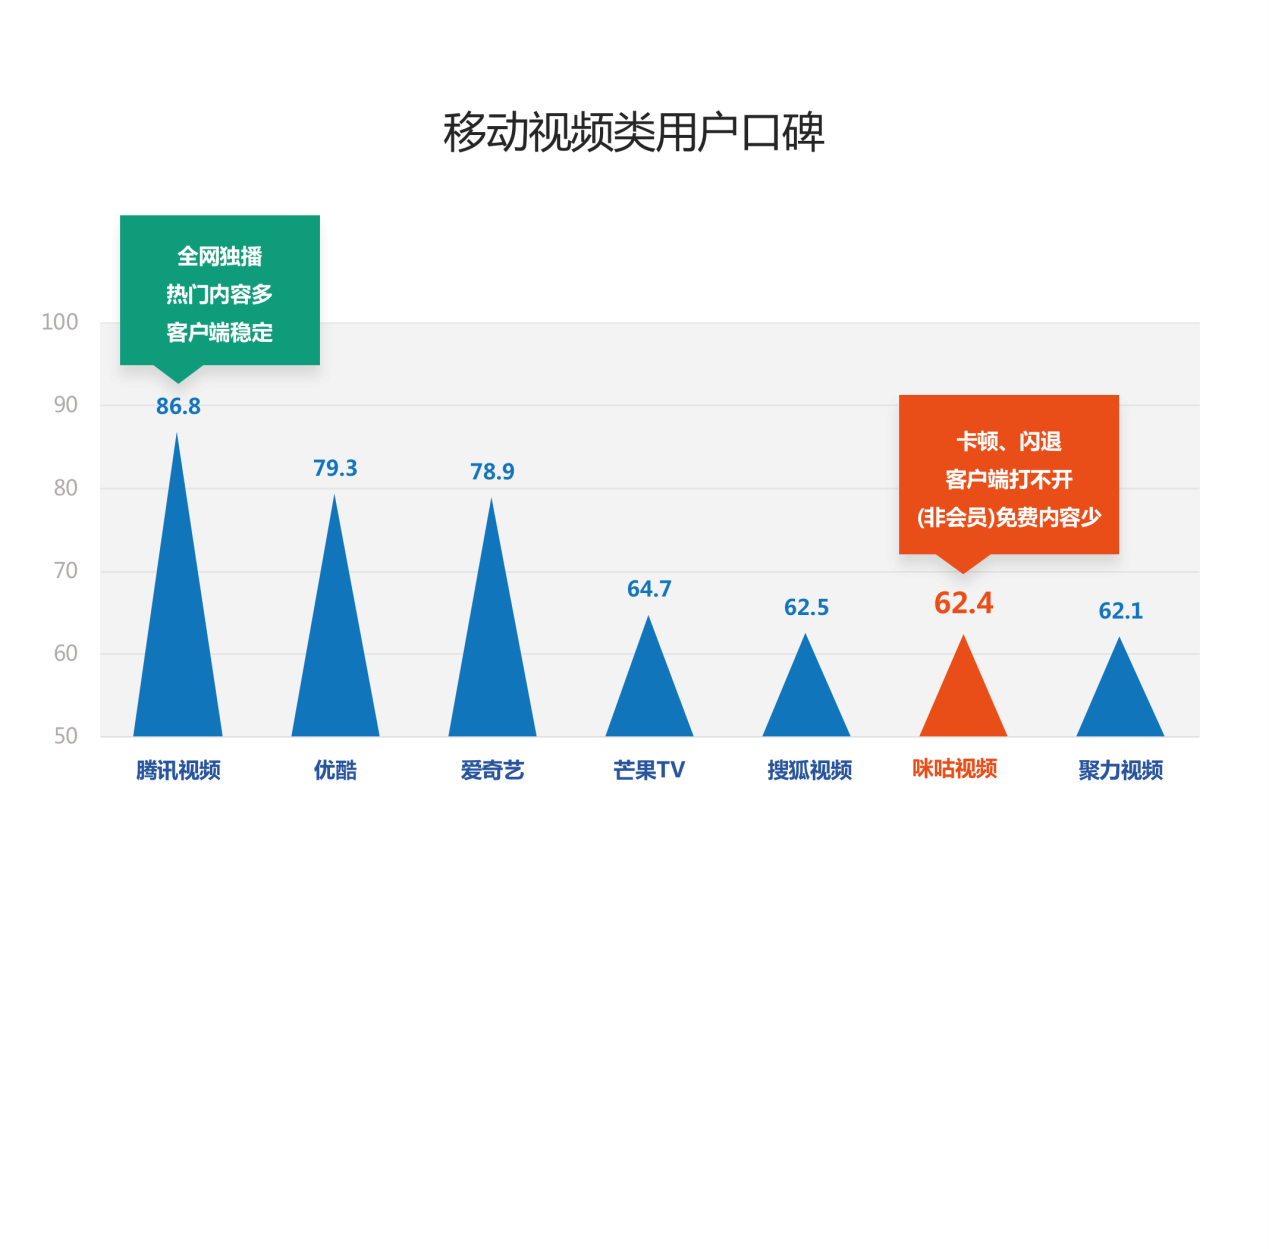 移动视频类用户口碑
全网独播
热门内容多
客户端稳定
100
90
80
70
60
50
86.8
79.3
78.9
64.7
62.5
卡顿、闪退
客户端打不开
(非会员)免费内容少
62.4
62.1
腾讯视频
优酷
爱奇艺
芒果TV
搜狐视频
咪咕视频
聚力视频